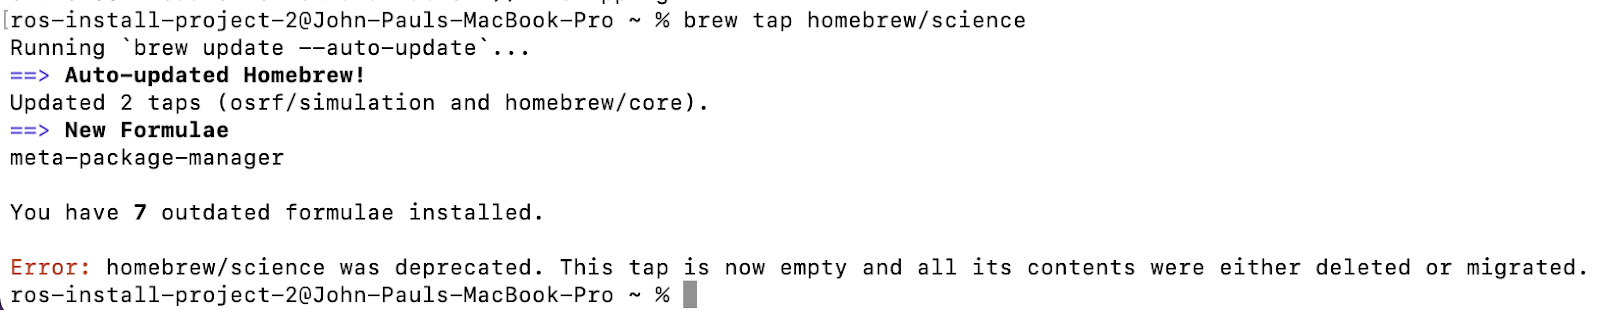 [ros-install-project-2@John-Pauls-MacBook-Pro ~ % brew tap homebrew/science
Running `brew update --auto-update`...
==> Auto-updated Homebrew!
Updated 2 taps (osrf/simulation and homebrew/core).
==> New Formulae
meta-package-manager
You have 7 outdated formulae installed.
Error: homebrew/science was deprecated. This tap is now empty and all its contents were either deleted or migrated.
ros-install-project-2@John-Pauls-MacBook-Pro ~ %